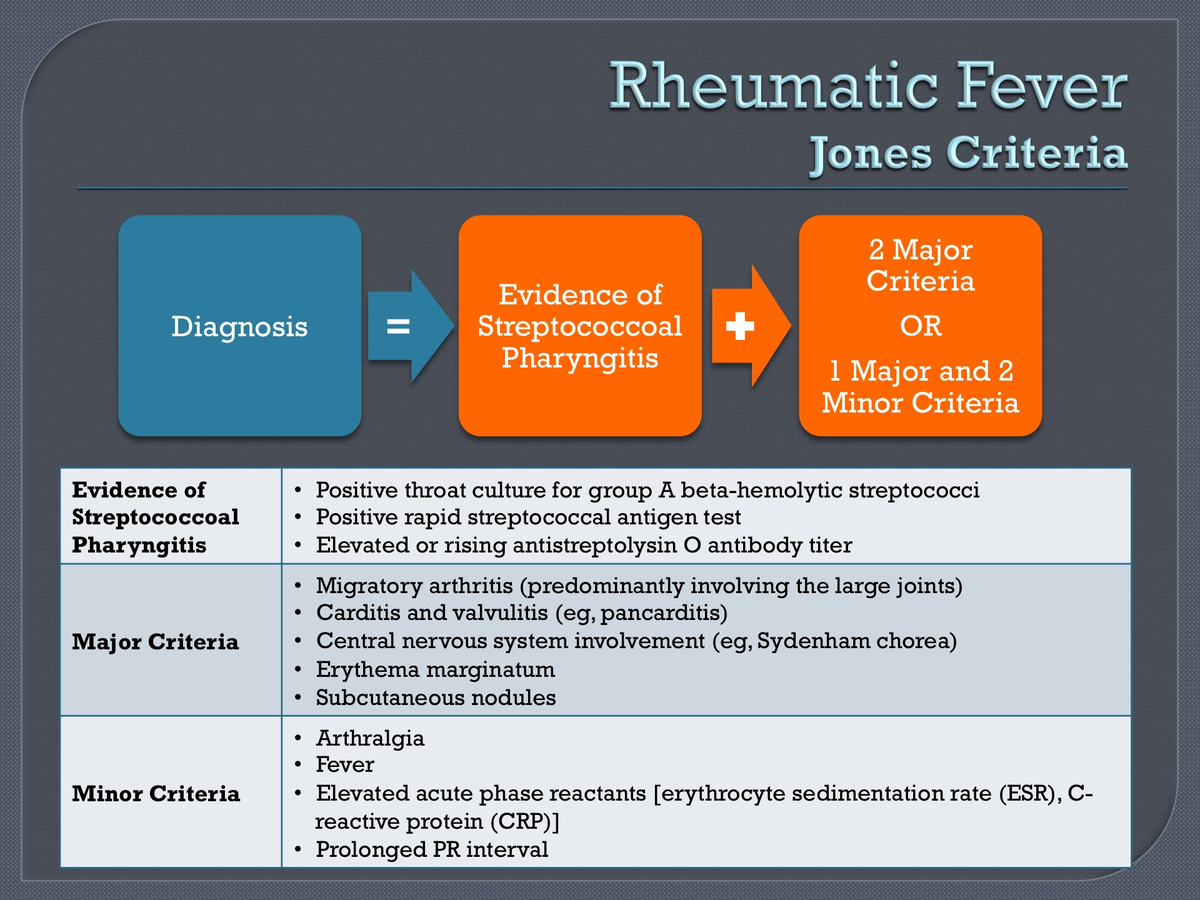 Rheumatic Fever
Jones Criteria
Diagnosis
=
Evidence of
Streptococcoal
Pharyngitis
+
2 Major
Criteria
OR
1 Major and 2
Minor Criteria
Evidence of
Streptococcoal
Pharyngitis
• Positive throat culture for group A beta-hemolytic streptococci
• Positive rapid streptococcal antigen test
• Elevated or rising antistreptolysin O antibody titer
Major Criteria
• Migratory arthritis (predominantly involving the large joints)
• Carditis and valvulitis (eg, pancarditis)
• Central nervous system involvement (eg, Sydenham chorea)
• Erythema marginatum
• Subcutaneous nodules
Minor Criteria
• Arthralgia
• Fever
• Elevated acute phase reactants [erythrocyte sedimentation rate (ESR), C-
reactive protein (CRP)]
• Prolonged PR interval